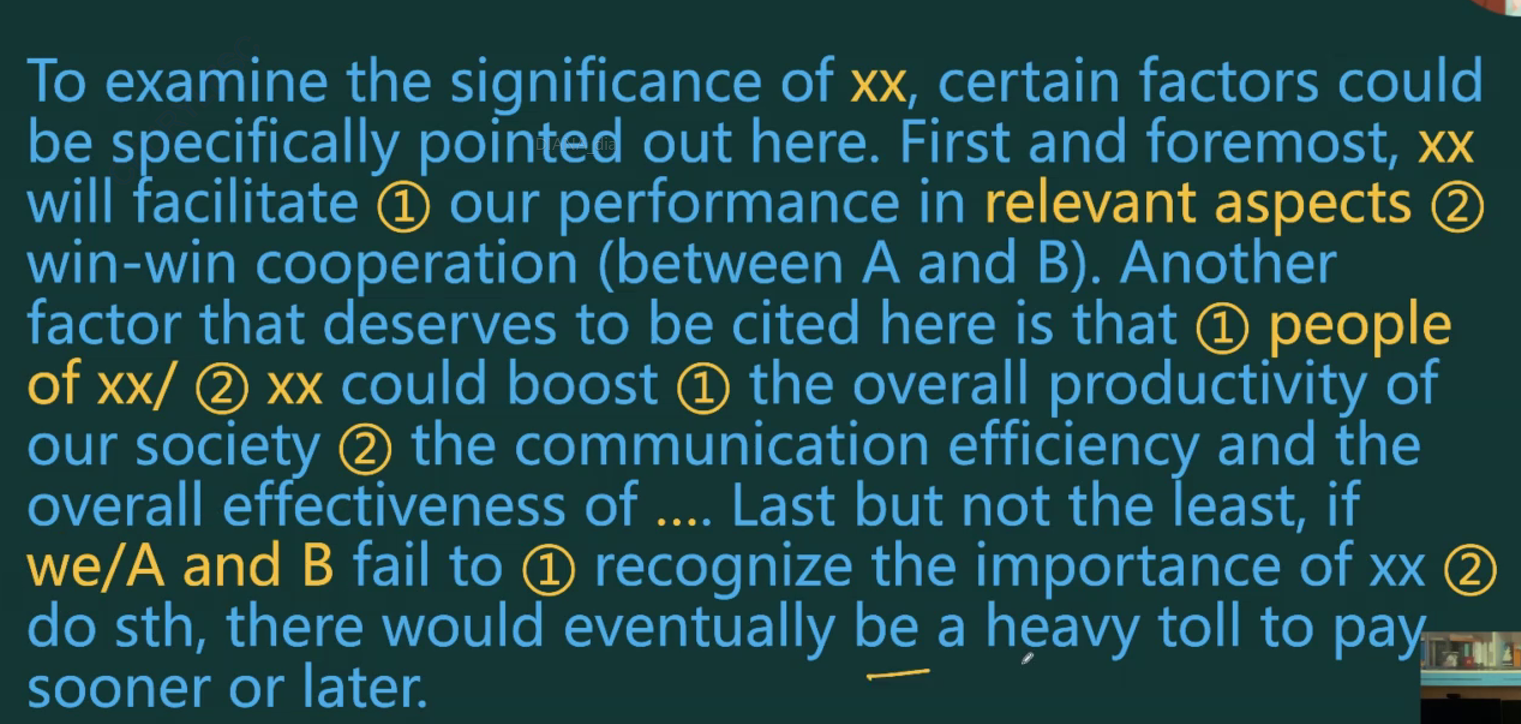 To examine the significance of xx, certain factors could
be specifically pointed out here. First and foremost, xx
will facilitate ① our performance in relevant aspects ②
win-win cooperation (between A and B). Another
factor that deserves to be cited here is that ① people
of xx/ ② xx could boost ① the overall productivity of
our society ② the communication efficiency and the
overall effectiveness of .... Last but not the least, if
we/A and B fail to ① recognize the importance of xx ②
do sth, there would eventually be a heavy toll to pay
sooner or later.